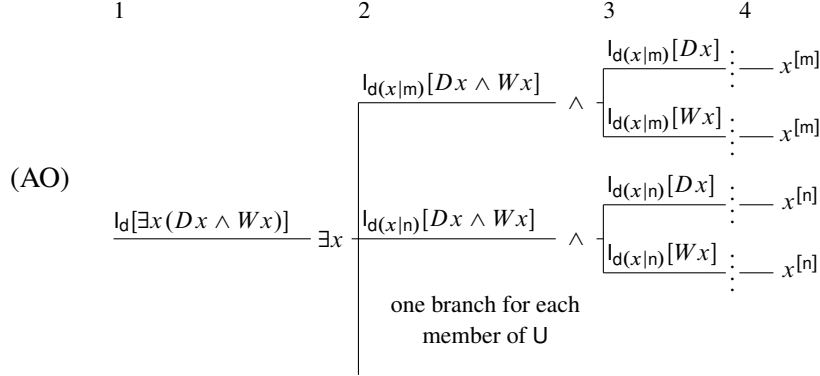 1 2 3 4
I_d(x|m)[Dx] x^[m]
I_d(x|m)[Dx ∧ Wx] ∧
I_d(x|m)[Wx] x^[m]
(AO)
I_d(x|n)[Dx] x^[n]
I_d[∃x(Dx ∧ Wx)] ∃x I_d(x|n)[Dx ∧ Wx] ∧
I_d(x|n)[Wx] x^[n]
one branch for each
member of U